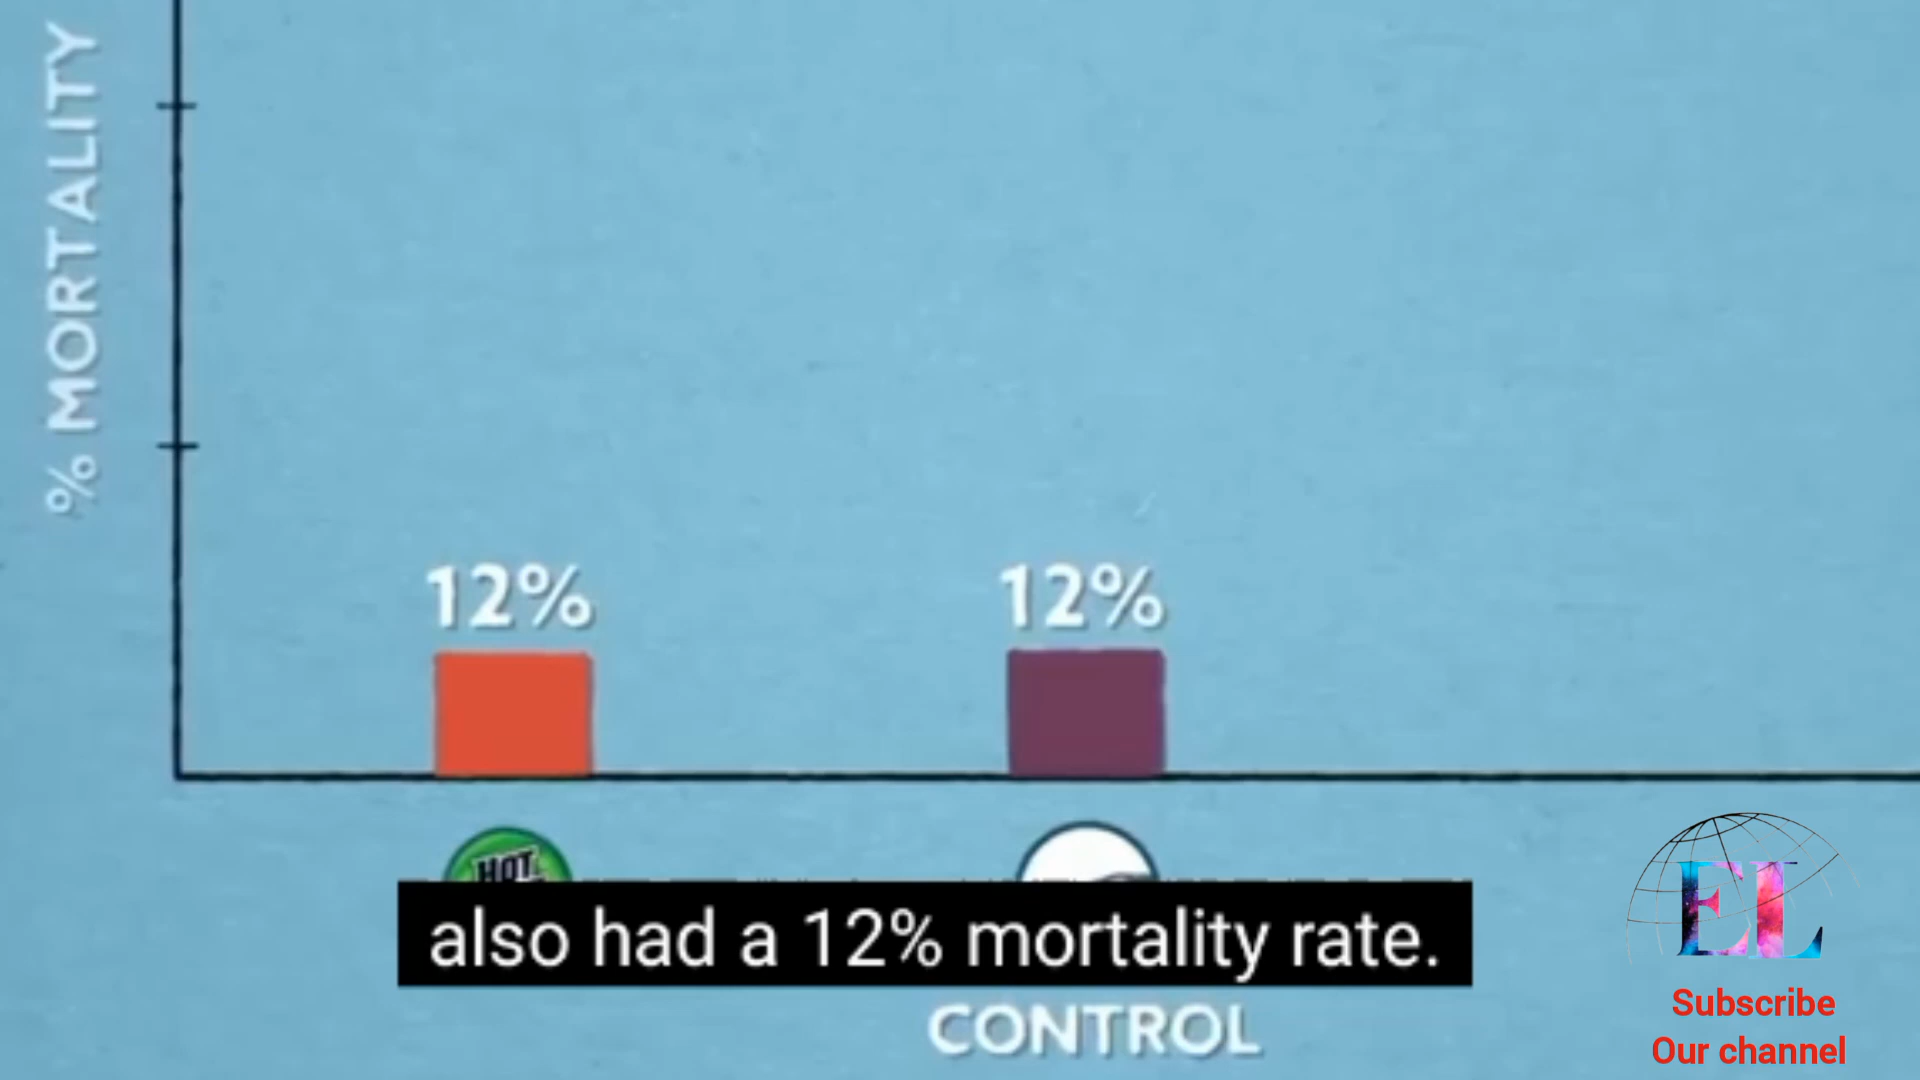 % MORTALITY
12%
12%
HOT
also had a 12% mortality rate.
CONTROL
EL
Subscribe
Our channel